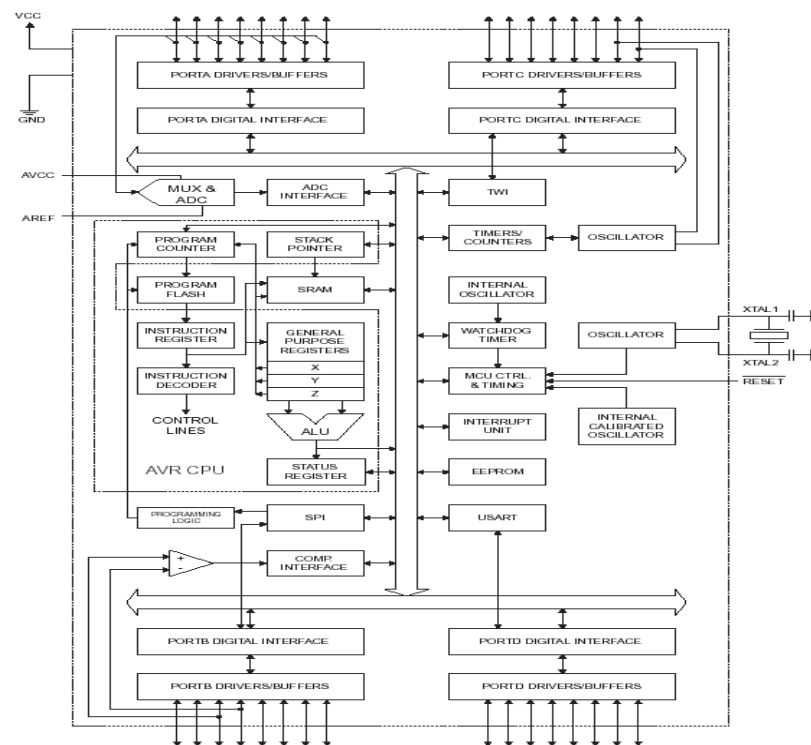 VCC
GND
PORTA DRIVERS/BUFFERS
PORTC DRIVERS/BUFFERS
PORTA DIGITAL INTERFACE
PORTC DIGITAL INTERFACE
AVCC
AREF
MUX &
ADC
ADC
INTERFACE
TWI
PROGRAM
COUNTER
STACK
POINTER
TIMERS/
COUNTERS
OSCILLATOR
PROGRAM
FLASH
SRAM
INTERNAL
OSCILLATOR
INSTRUCTION
REGISTER
GENERAL
PURPOSE
REGISTERS
X
Y
Z
WATCHDOG
TIMER
OSCILLATOR
XTAL1
XTAL2
INSTRUCTION
DECODER
MCU CTRL.
& TIMING
RESET
CONTROL
LINES
ALU
INTERRUPT
UNIT
INTERNAL
CALIBRATED
OSCILLATOR
AVR CPU
STATUS
REGISTER
EEPROM
PROGRAMMING
LOGIC
SPI
USART
+
-
COMP.
INTERFACE
PORTB DIGITAL INTERFACE
PORTD DIGITAL INTERFACE
PORTB DRIVERS/BUFFERS
PORTD DRIVERS/BUFFERS